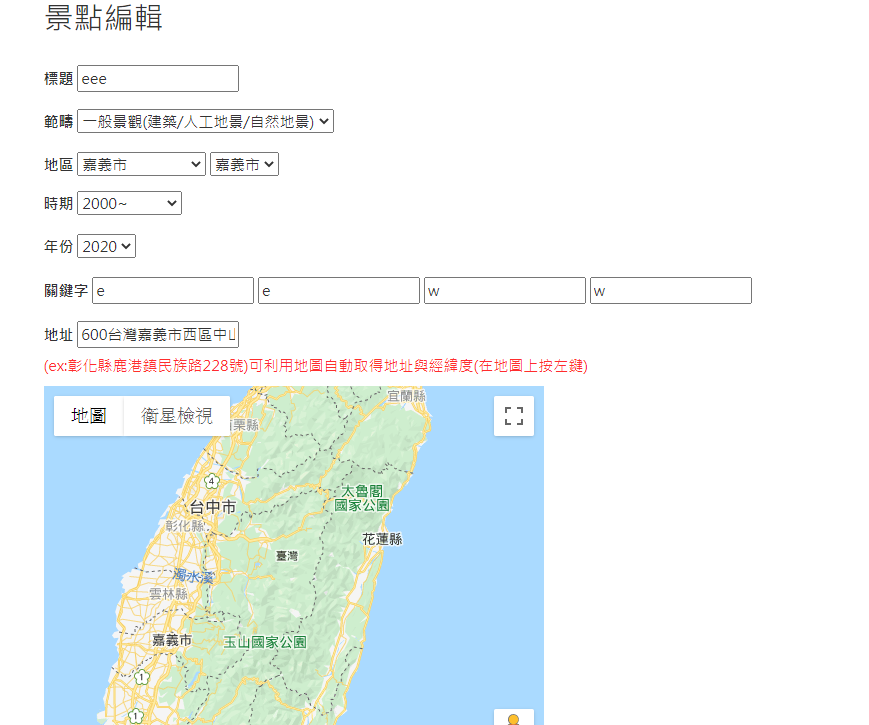 景點編輯
標題 eee
範疇 一般景觀(建築/人工地景/自然地景)
地區 嘉義市 嘉義市
時期 2000~
年份 2020
關鍵字 e e w w
地址 600台灣嘉義市西區中山
(ex:彰化縣鹿港鎮民族路228號)可利用地圖自動取得地址與經緯度(在地圖上按左鍵)
宜蘭縣
地圖 衛星檢視
栗縣
4
太魯閣
國家公園
台中市
彰化縣
花蓮縣
臺灣
濁水溪
雲林縣
嘉義市
玉山國家公園
1
1